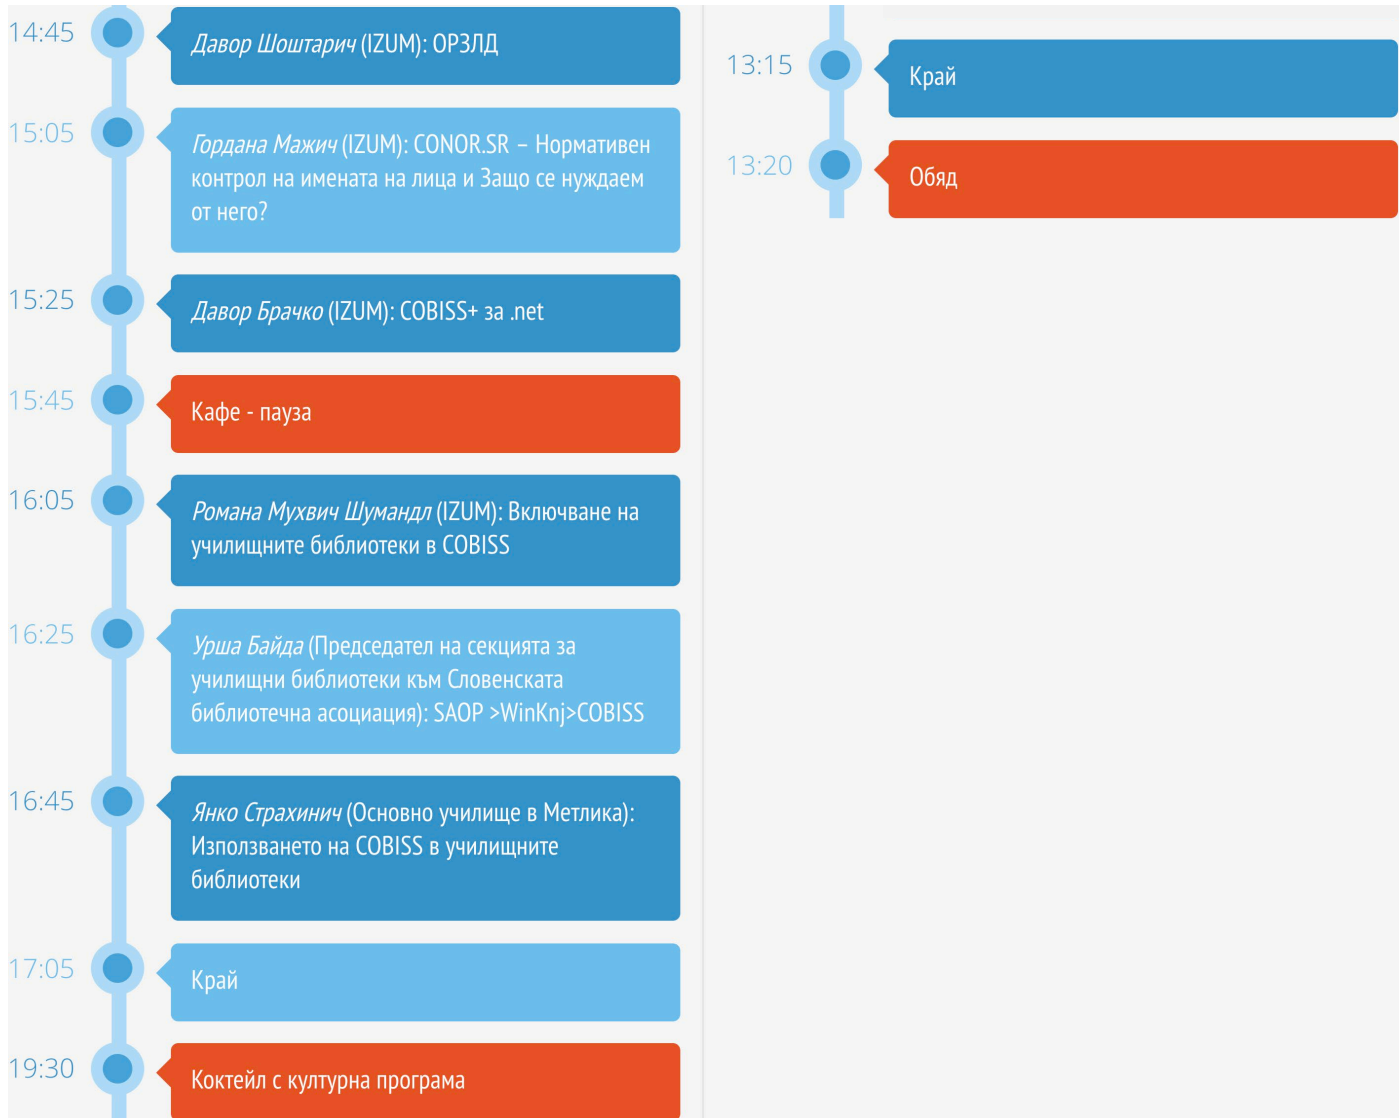 14:45
Давор Шоштарич (IZUM): ОРЗЛД
15:05
Гордана Мажич (IZUM): CONOR.SR – Нормативен
контрол на имената на лица и Защо се нуждаем
от него?
15:25
Давор Брачко (IZUM): COBISS+ за .net
15:45
Кафе - пауза
16:05
Романа Мухвич Шумандл (IZUM): Включване на
училищните библиотеки в COBISS
16:25
Урша Байда (Председател на секцията за
училищни библиотеки към Словенската
библиотечна асоциация): SAOP >WinKnj>COBISS
16:45
Янко Страхинич (Основно училище в Метлика):
Използването на COBISS в училищните
библиотеки
17:05
Край
19:30
Коктейл с културна програма
13:15
Край
13:20
Обяд